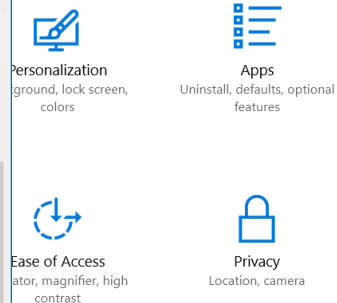 Personalization
ground, lock screen,
colors
Apps
Uninstall, defaults, optional
features
Ease of Access
ator, magnifier, high
contrast
Privacy
Location, camera